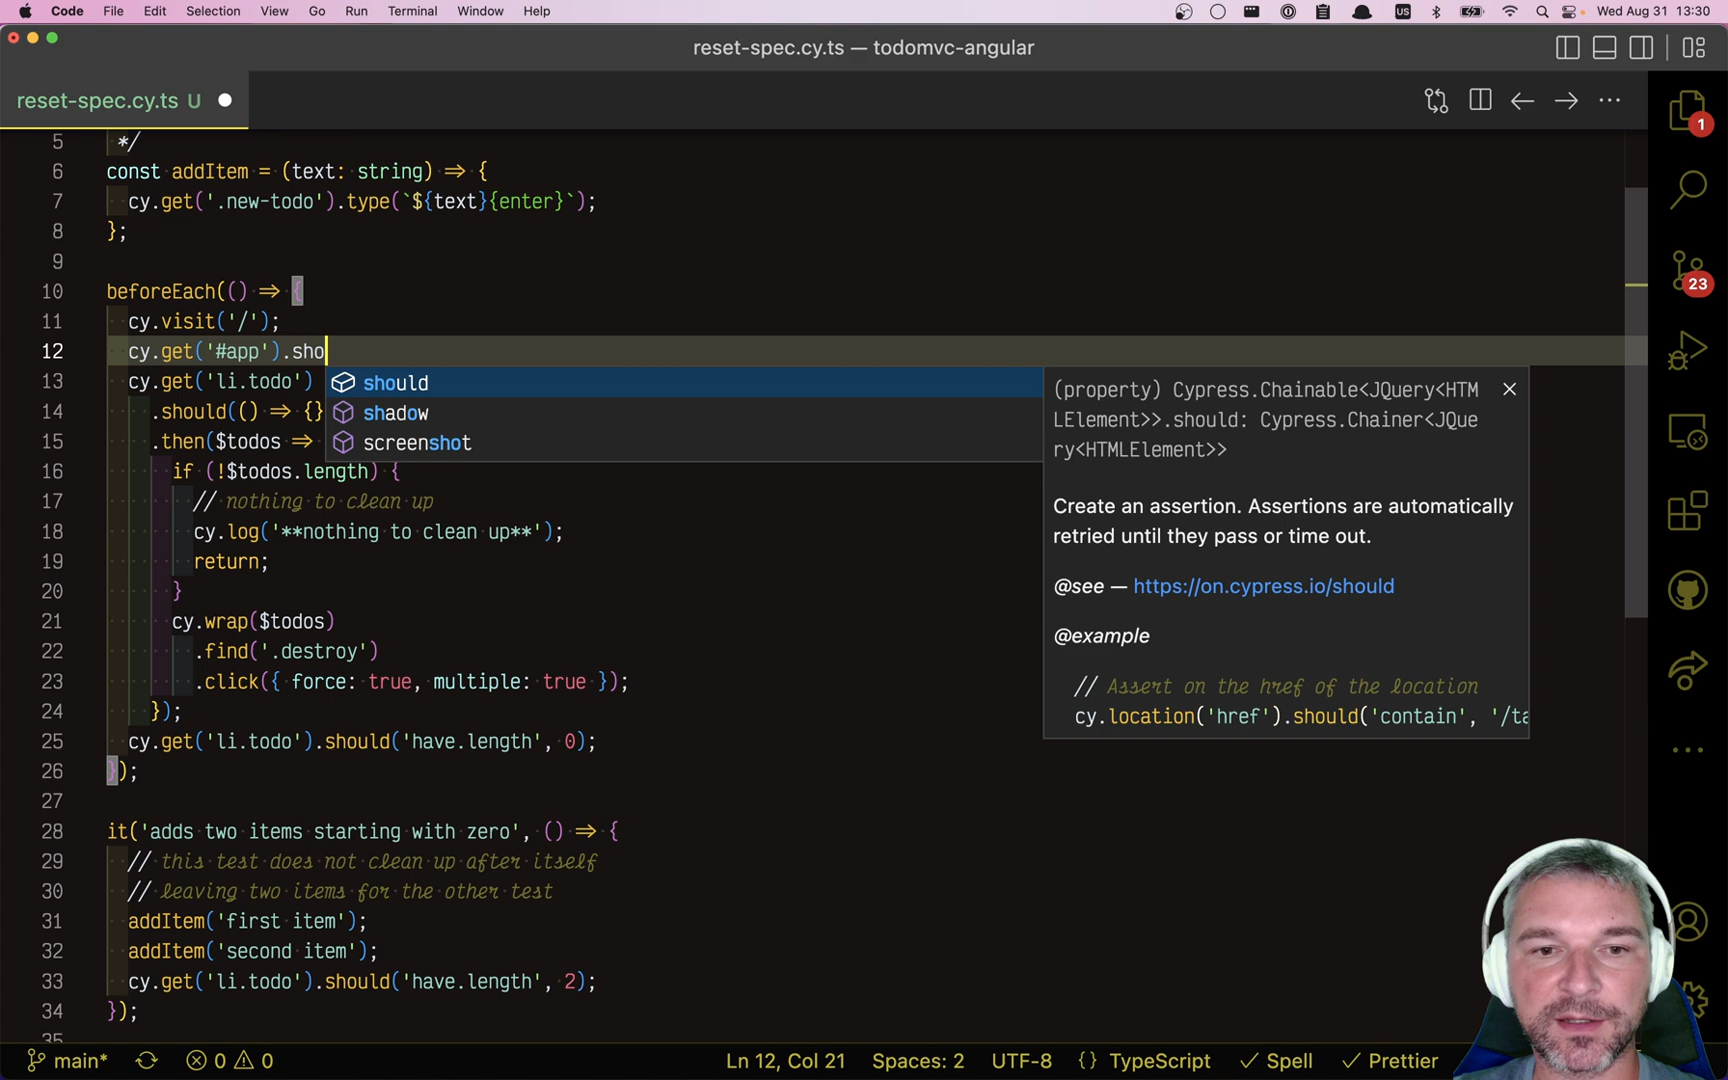 Code File Edit Selection View Go Run Terminal Window Help US Wed Aug 31 13:30
reset-spec.cy.ts — todomvc-angular
reset-spec.cy.ts U
1
23
5 */
6 const addItem = (text: string) => {
7 cy.get('.new-todo').type(`${text}{enter}`);
8 };
9
10 beforeEach(() => {
11 cy.visit('/');
12 cy.get('#app').sho
13 cy.get('li.todo')
14 .should(() => {}
15 .then($todos =>
16 if (!$todos.length) {
17 // nothing to clean up
18 cy.log('**nothing to clean up**');
19 return;
20 }
21 cy.wrap($todos)
22 .find('.destroy')
23 .click({ force: true, multiple: true });
24 });
25 cy.get('li.todo').should('have.length', 0);
26 });
27
28 it('adds two items starting with zero', () => {
29 // this test does not clean up after itself
30 // leaving two items for the other test
31 addItem('first item');
32 addItem('second item');
33 cy.get('li.todo').should('have.length', 2);
34 });
35
should
shadow
screenshot
(property) Cypress.Chainable<JQuery<HTM
LElement>>.should: Cypress.Chainer<JQue
ry<HTMLElement>>
Create an assertion. Assertions are automatically
retried until they pass or time out.
@see — https://on.cypress.io/should
@example
// Assert on the href of the location
cy.location('href').should('contain', '/ta
main* 0 0 Ln 12, Col 21 Spaces: 2 UTF-8 {} TypeScript Spell Prettier